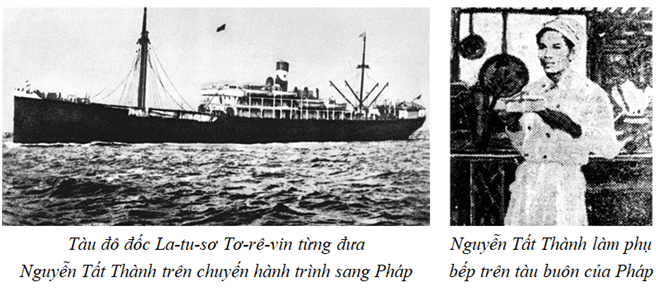 Tàu đô đốc La-tu-sơ Tơ-rê-vin từng đưa
Nguyễn Tất Thành trên chuyến hành trình sang Pháp
Nguyễn Tất Thành làm phụ
bếp trên tàu buôn của Pháp